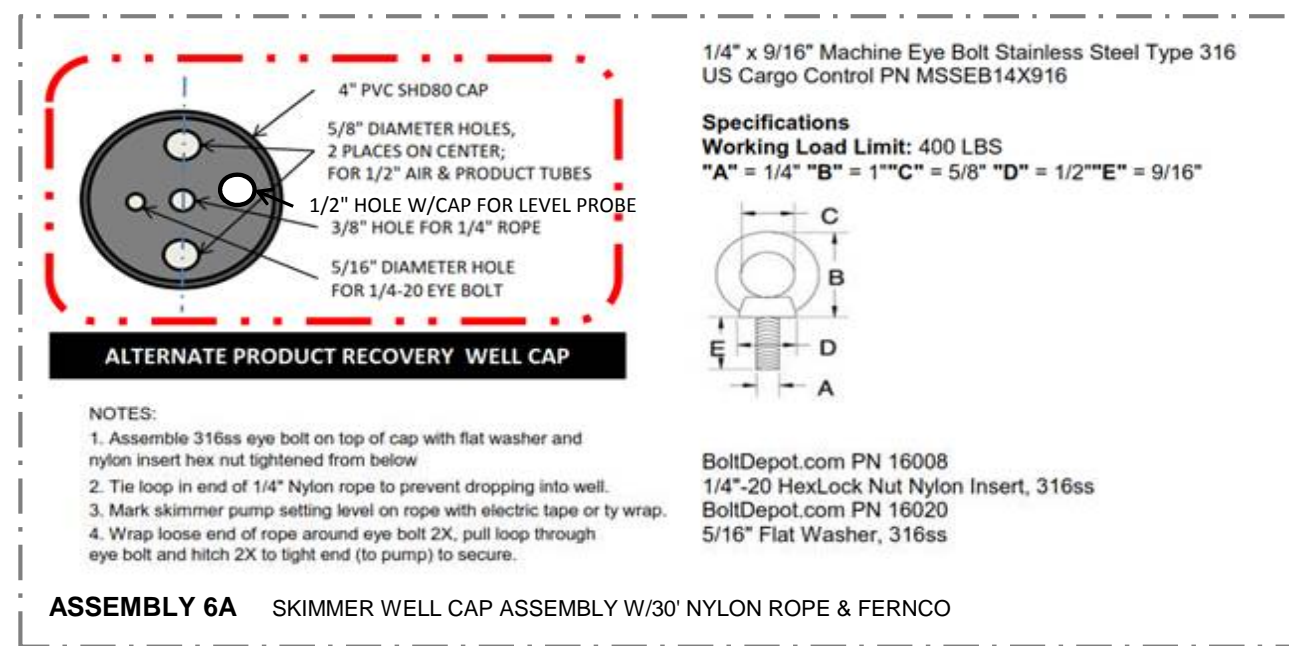 4" PVC SHD80 CAP
5/8" DIAMETER HOLES,
2 PLACES ON CENTER;
FOR 1/2" AIR & PRODUCT TUBES
1/2" HOLE W/CAP FOR LEVEL PROBE
3/8" HOLE FOR 1/4" ROPE
5/16" DIAMETER HOLE
FOR 1/4-20 EYE BOLT
ALTERNATE PRODUCT RECOVERY WELL CAP
NOTES:
1. Assemble 316ss eye bolt on top of cap with flat washer and
nylon insert hex nut tightened from below
2. Tie loop in end of 1/4" Nylon rope to prevent dropping into well.
3. Mark skimmer pump setting level on rope with electric tape or ty wrap.
4. Wrap loose end of rope around eye bolt 2X, pull loop through
eye bolt and hitch 2X to tight end (to pump) to secure.
1/4" x 9/16" Machine Eye Bolt Stainless Steel Type 316
US Cargo Control PN MSSEB14X916
Specifications
Working Load Limit: 400 LBS
"A" = 1/4" "B" = 1""C" = 5/8" "D" = 1/2""E" = 9/16"
C
B
E
D
A
BoltDepot.com PN 16008
1/4"-20 HexLock Nut Nylon Insert, 316ss
BoltDepot.com PN 16020
5/16" Flat Washer, 316ss
ASSEMBLY 6A SKIMMER WELL CAP ASSEMBLY W/30' NYLON ROPE & FERNCO